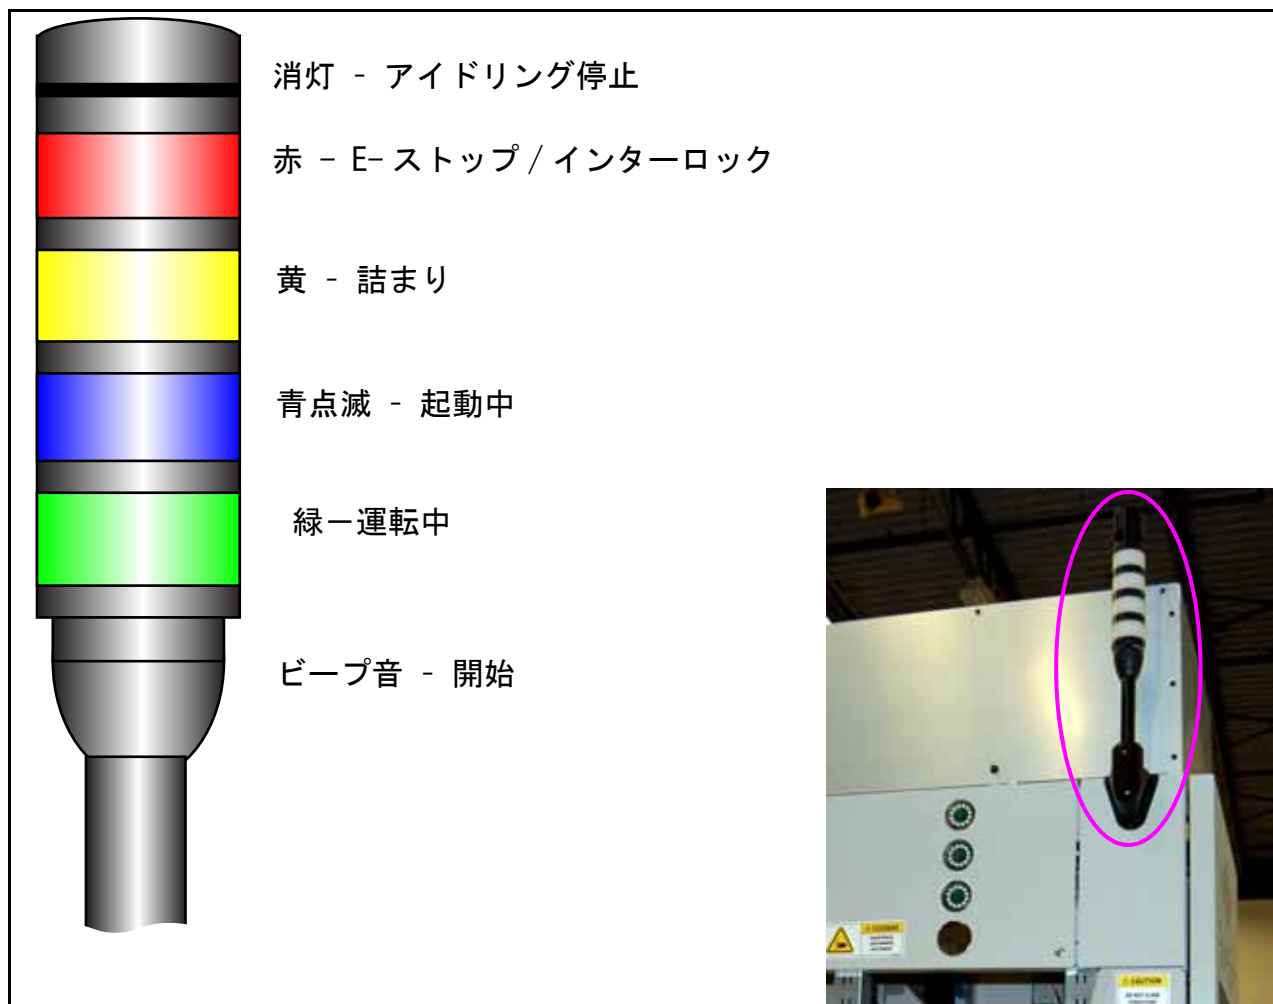 消灯 - アイドリング停止
赤 - E-ストップ/インターロック
黄 - 詰まり
青点滅 - 起動中
緑ー運転中
ビープ音 - 開始
CAUTION